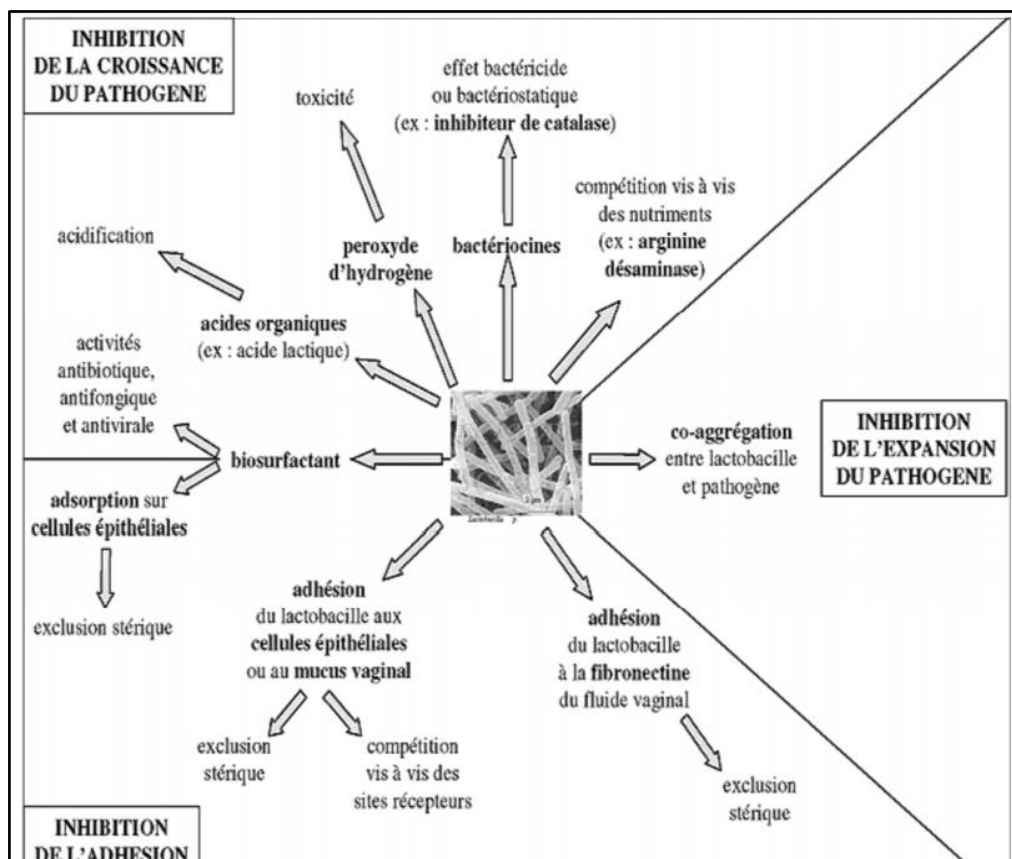 INHIBITION
DE LA CROISSANCE
DU PATHOGENE
toxicité
effet bactéricide
ou bactériostatique
(ex : inhibiteur de catalase)
compétition vis à vis
des nutriments
(ex : arginine
désaminase)
acidification
peroxyde
d'hydrogène
bactériocines
acides organiques
(ex : acide lactique)
activités
antibiotique,
antifongique
et antivirale
biosurfactant
co-aggrégation
entre lactobacille
et pathogène
INHIBITION
DE L'EXPANSION
DU PATHOGENE
adsorption sur
cellules épithéliales
exclusion stérique
adhésion
du lactobacille aux
cellules épithéliales
ou au mucus vaginal
adhésion
du lactobacille
à la fibronectine
du fluide vaginal
exclusion
stérique
compétition
vis à vis des
sites récepteurs
exclusion
stérique
INHIBITION
DE L'ADHESION